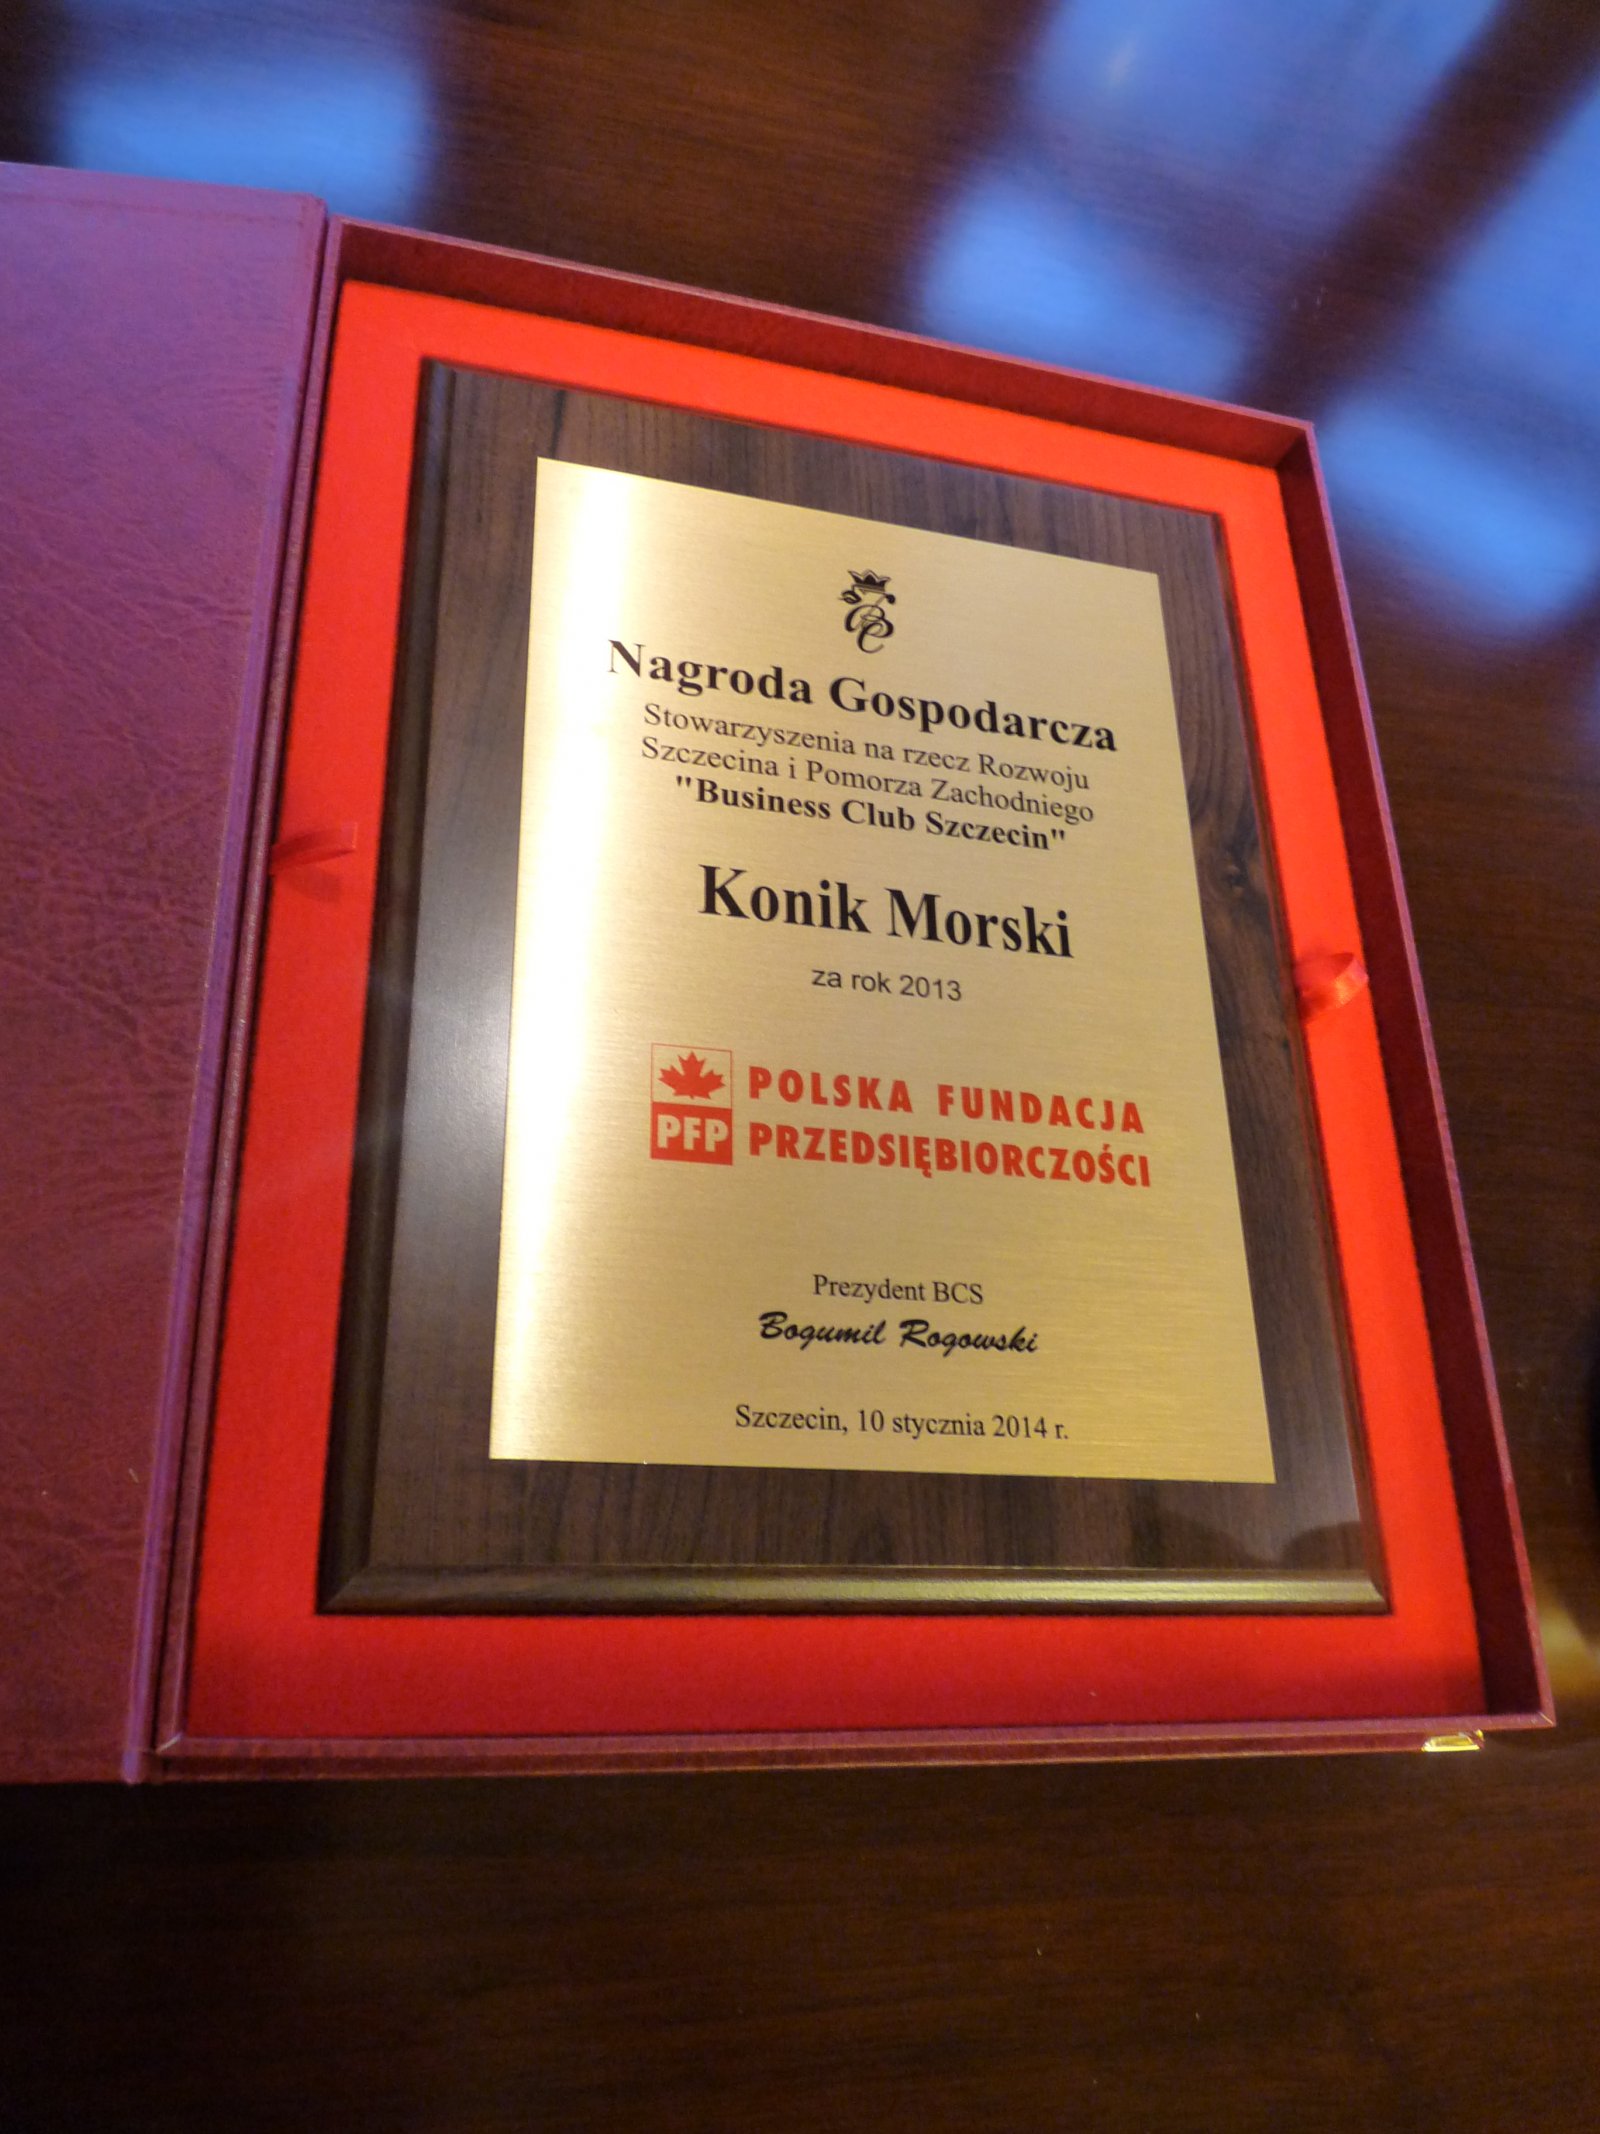 Nagroda Gospodarcza
Stowarzyszenia na rzecz Rozwoju
Szczecina i Pomorza Zachodniego
"Business Club Szczecin"
Konik Morski
za rok 2013
PFP
POLSKA FUNDACJA
PRZEDSIĘBIORCZOŚCI
Prezydent BCS
Bogumil Rogowski
Szczecin, 10 stycznia 2014 r.